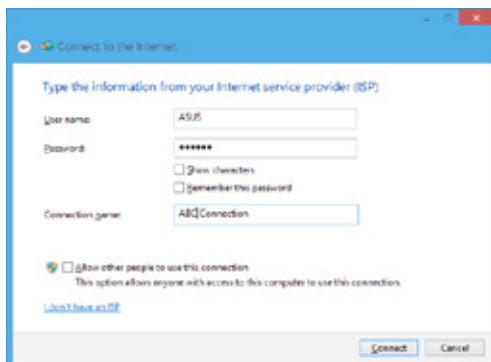 Connect to the Internet
Type the information from your Internet service provider (ISP)
User name: ASUS
Password: ••••••
Show characters
Remember this password
Connection name: ABC Connection
Allow other people to use this connection
This option allows anyone with access to this computer to use this connection.
I don't have an ISP
Connect Cancel